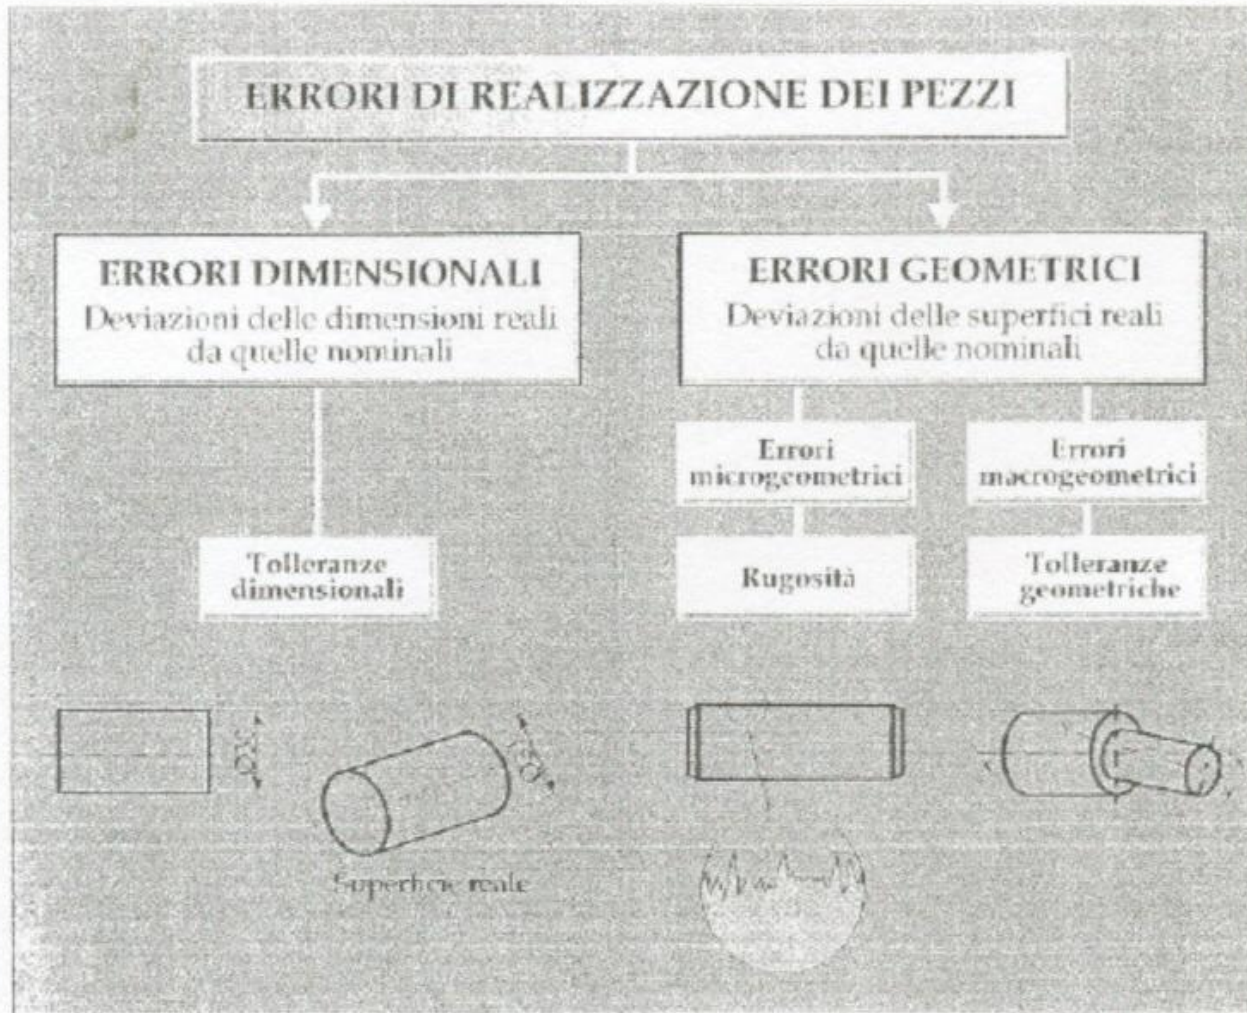 ERRORI DI REALIZZAZIONE DEI PEZZI
ERRORI DIMENSIONALI
Deviazioni delle dimensioni reali
da quelle nominali
ERRORI GEOMETRICI
Deviazioni delle superfici reali
da quelle nominali
Errori
microgeometrici
Errori
macrogeometrici
Tolleranze
dimensionali
Rugosità
Tolleranze
geometriche
Superficie reale